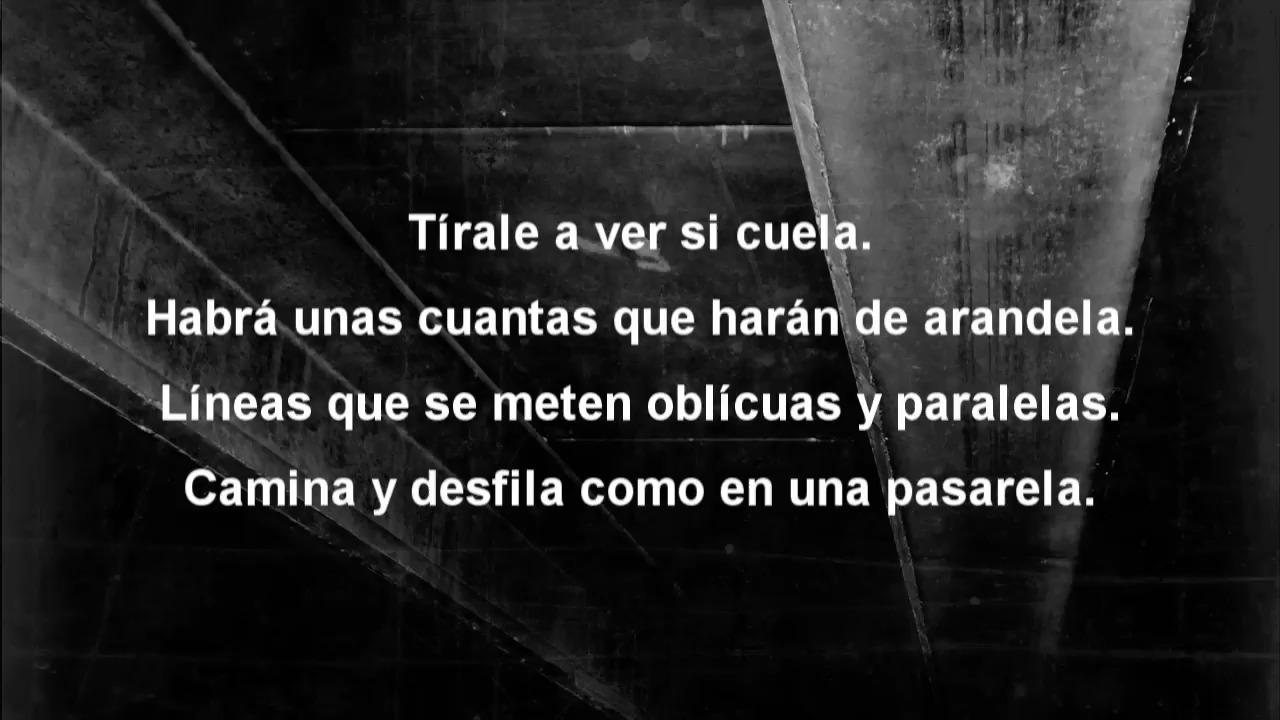 Tírale a ver si cuela.
Habrá unas cuantas que harán de arandela.
Líneas que se meten oblícuas y paralelas.
Camina y desfila como en una pasarela.